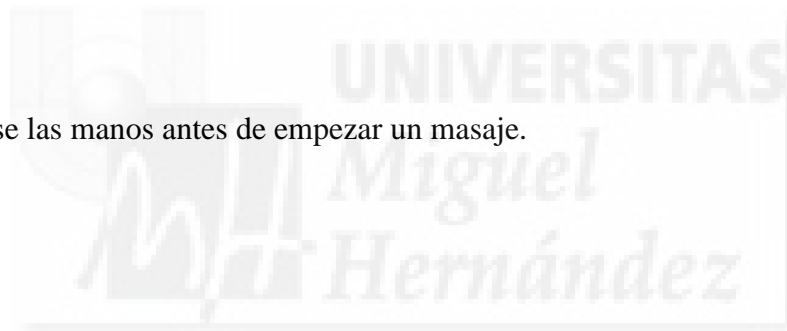 UNIVERSITAS
se las manos antes de empezar un masaje.
Miguel
Hernández